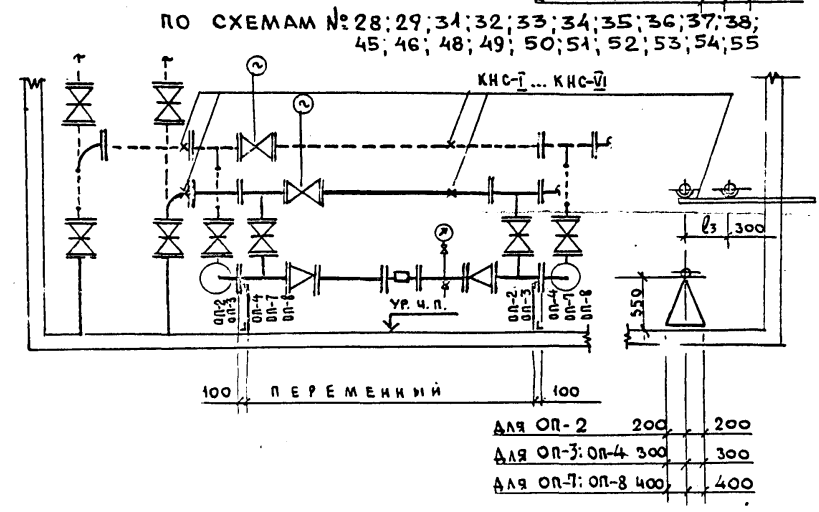 ПО СХЕМАМ №28;29;31;32;33;34;35;36;37;38;
45;46;48;49;50;51;52;53;54;55
КНС-I ... КНС-VI
l3 300
550
ОП-2
ОП-3
ОП-4
ОП-7
ОП-8
УР. Ч. П.
ОП-2
ОП-3
ОП-4
ОП-7
ОП-8
100 ПЕРЕМЕННЫЙ 100
ДЛЯ ОП-2 200 200
ДЛЯ ОП-3; ОП-4 300 300
ДЛЯ ОП-7; ОП-8 400 400